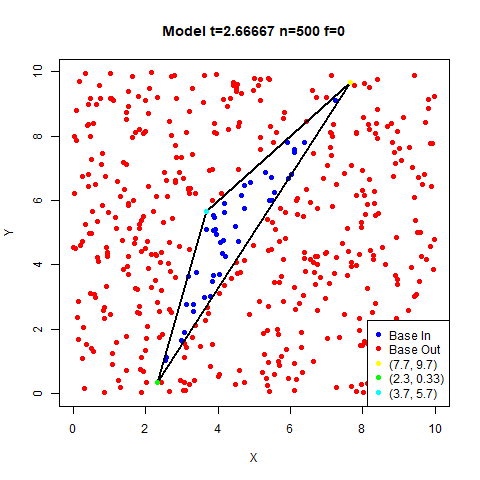 Model t=2.66667 n=500 f=0
Y
10
8
6
4
2
0
0 2 4 6 8 10
X
Base In
Base Out
(7.7, 9.7)
(2.3, 0.33)
(3.7, 5.7)